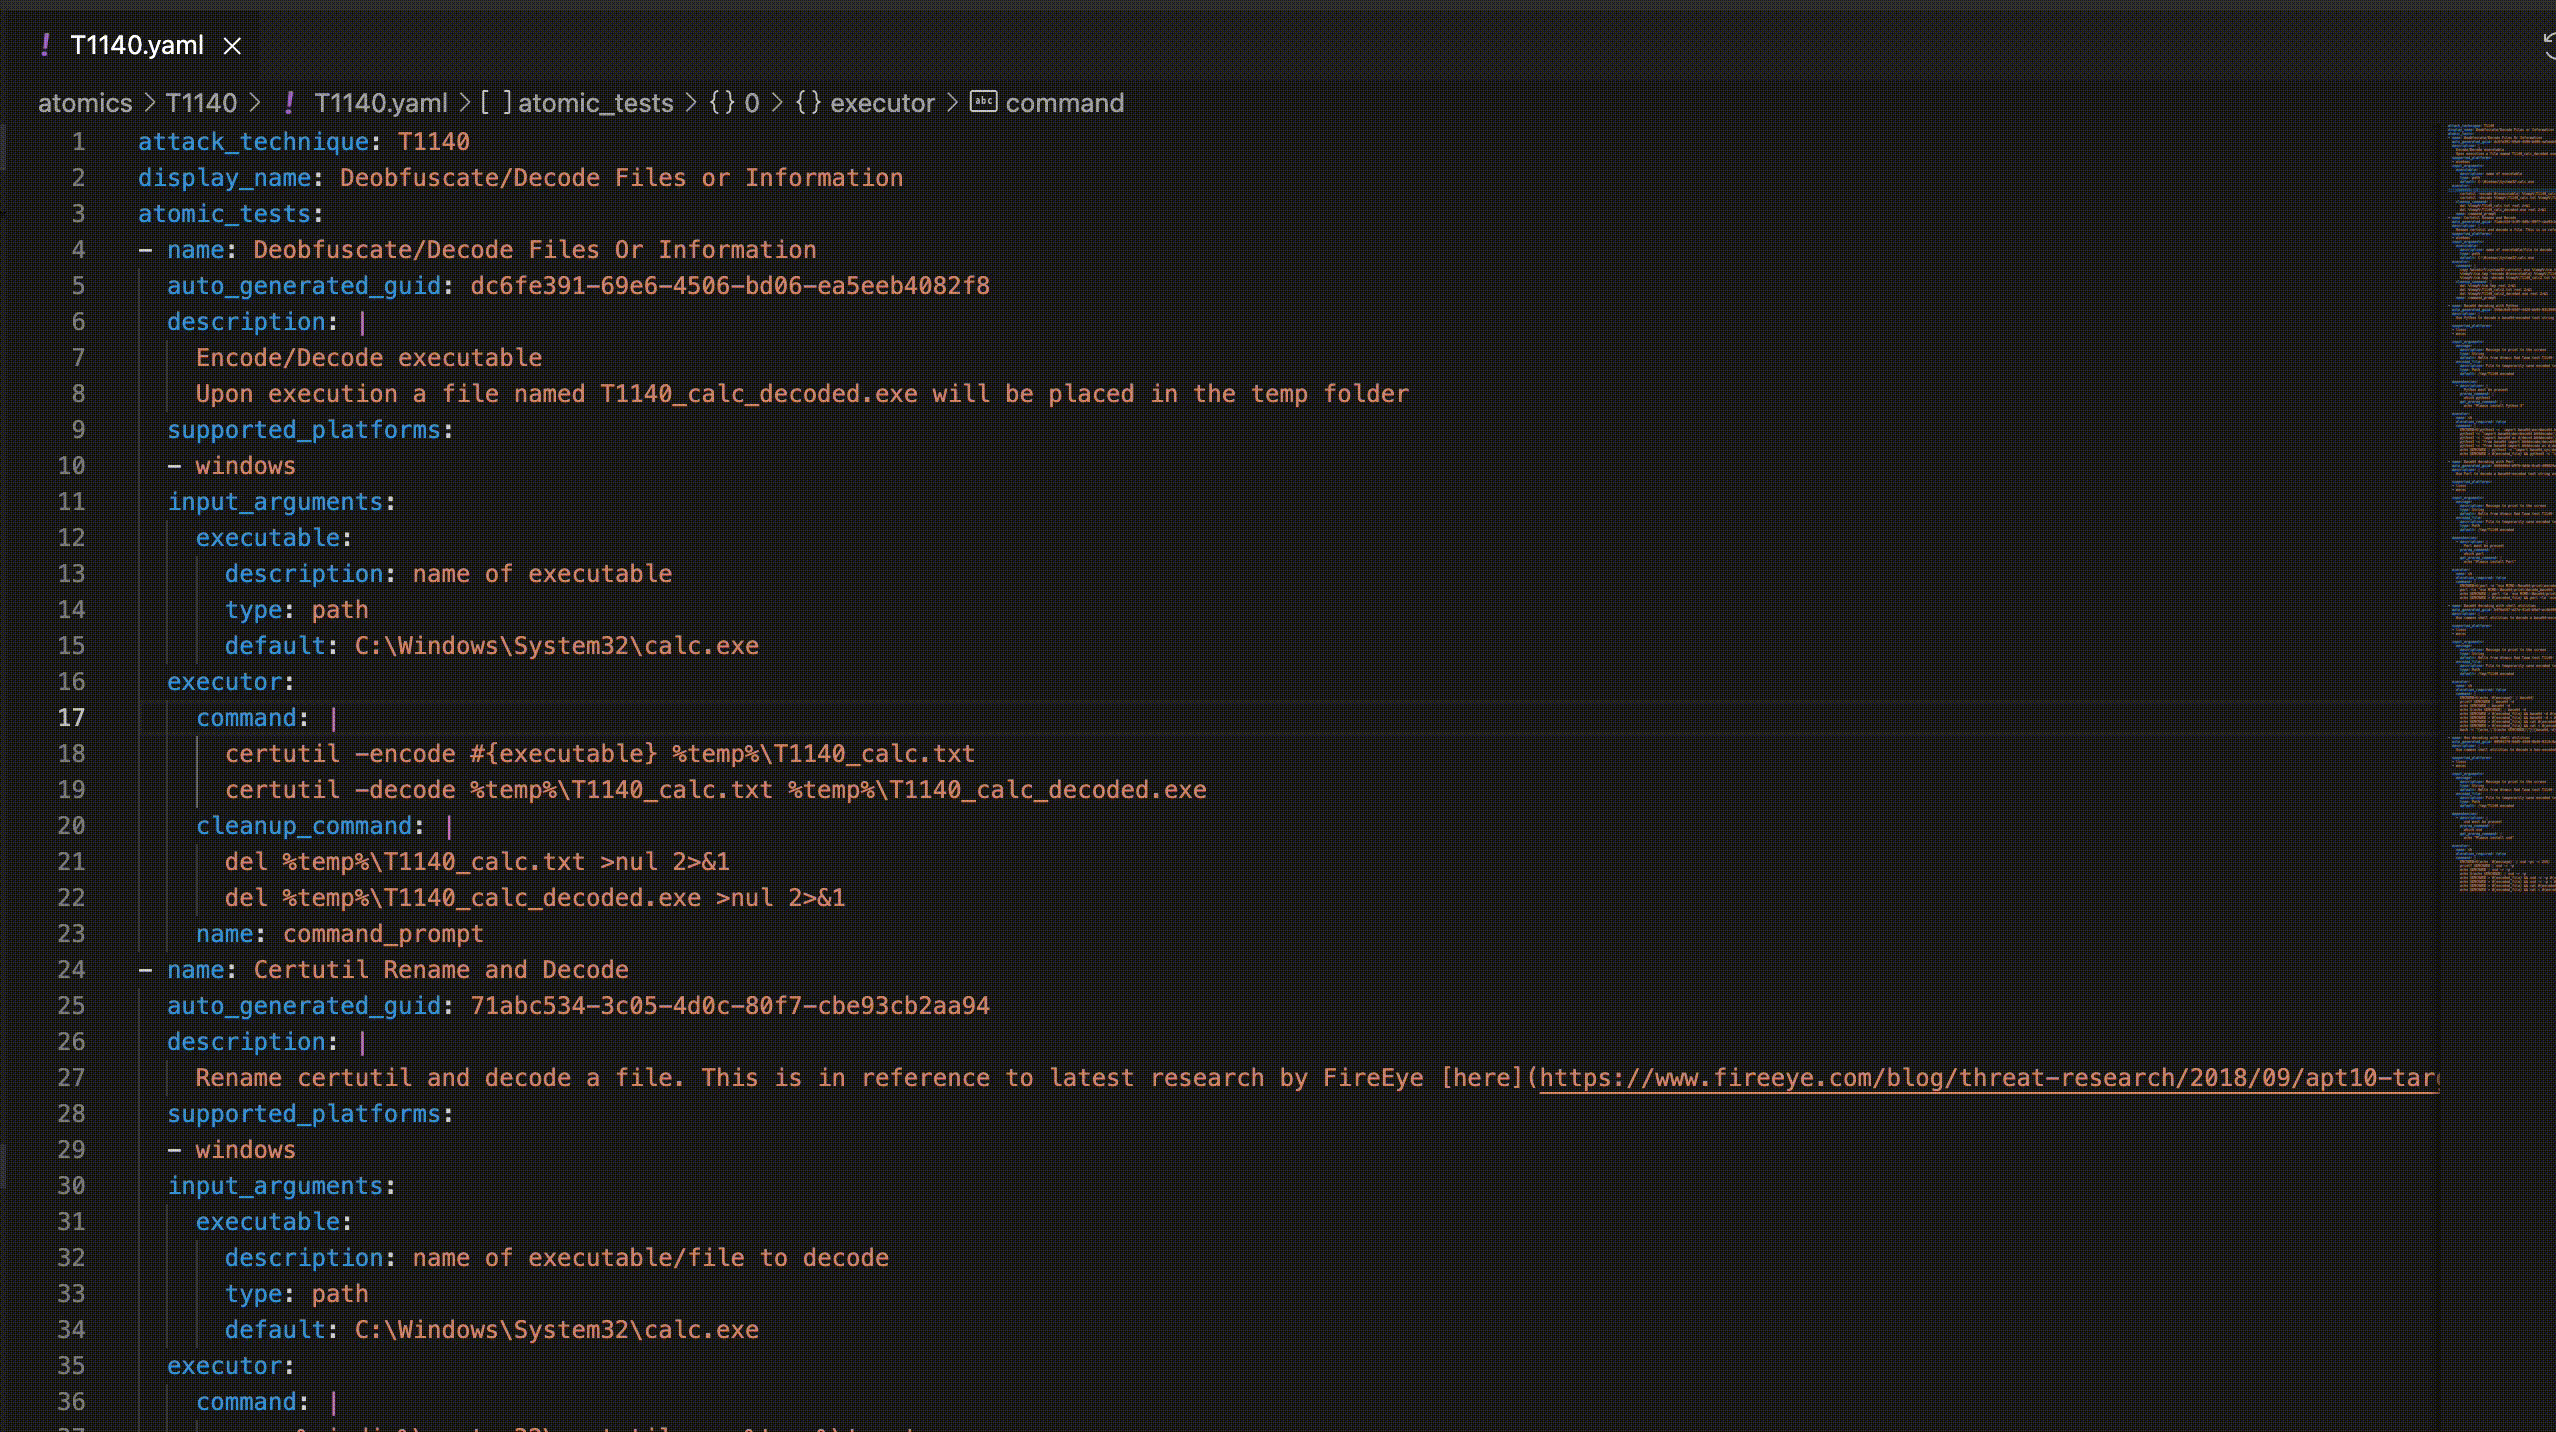 T1140.yaml
atomics > T1140 > ! T1140.yaml > [ ] atomic_tests > {} 0 > {} executor > abc command
1 attack_technique: T1140
2 display_name: Deobfuscate/Decode Files or Information
3 atomic_tests:
4 - name: Deobfuscate/Decode Files Or Information
5 auto_generated_guid: dc6fe391-69e6-4506-bd06-ea5eeb4082f8
6 description: |
7 Encode/Decode executable
8 Upon execution a file named T1140_calc_decoded.exe will be placed in the temp folder
9 supported_platforms:
10 - windows
11 input_arguments:
12 executable:
13 description: name of executable
14 type: path
15 default: C:\Windows\System32\calc.exe
16 executor:
17 command: |
18 certutil -encode #{executable} %temp%\T1140_calc.txt
19 certutil -decode %temp%\T1140_calc.txt %temp%\T1140_calc_decoded.exe
20 cleanup_command: |
21 del %temp%\T1140_calc.txt >nul 2>&1
22 del %temp%\T1140_calc_decoded.exe >nul 2>&1
23 name: command_prompt
24 - name: Certutil Rename and Decode
25 auto_generated_guid: 71abc534-3c05-4d0c-80f7-cbe93cb2aa94
26 description: |
27 Rename certutil and decode a file. This is in reference to latest research by FireEye [here](https://www.fireeye.com/blog/threat-research/2018/09/apt10-tar
28 supported_platforms:
29 - windows
30 input_arguments:
31 executable:
32 description: name of executable/file to decode
33 type: path
34 default: C:\Windows\System32\calc.exe
35 executor:
36 command: |